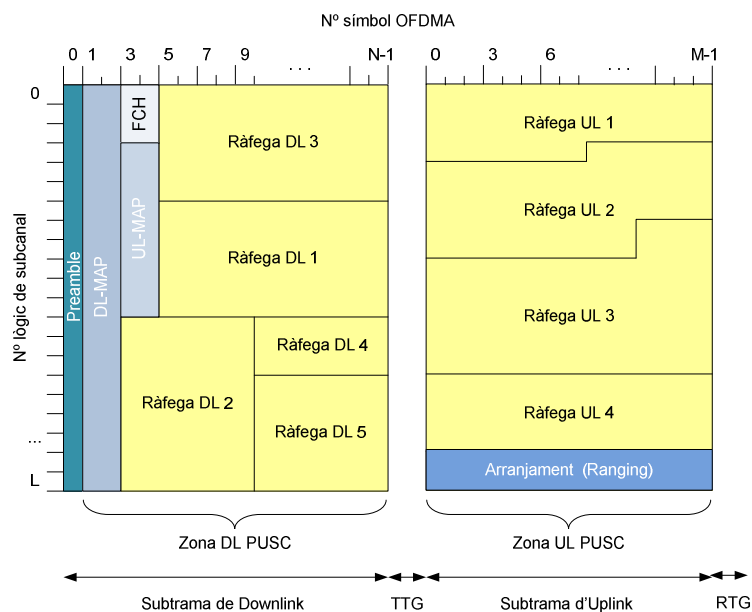 Nº símbol OFDMA
0 1 3 5 7 9 ... N-1
0 3 6 ... M-1
Nº lògic de subcanal
0
...
L
Preamble
DL-MAP
FCH
UL-MAP
Ràfega DL 3
Ràfega DL 1
Ràfega DL 2
Ràfega DL 4
Ràfega DL 5
Ràfega UL 1
Ràfega UL 2
Ràfega UL 3
Ràfega UL 4
Arranjament (Ranging)
Zona DL PUSC
Zona UL PUSC
Subtrama de Downlink
TTG
Subtrama d'Uplink
RTG